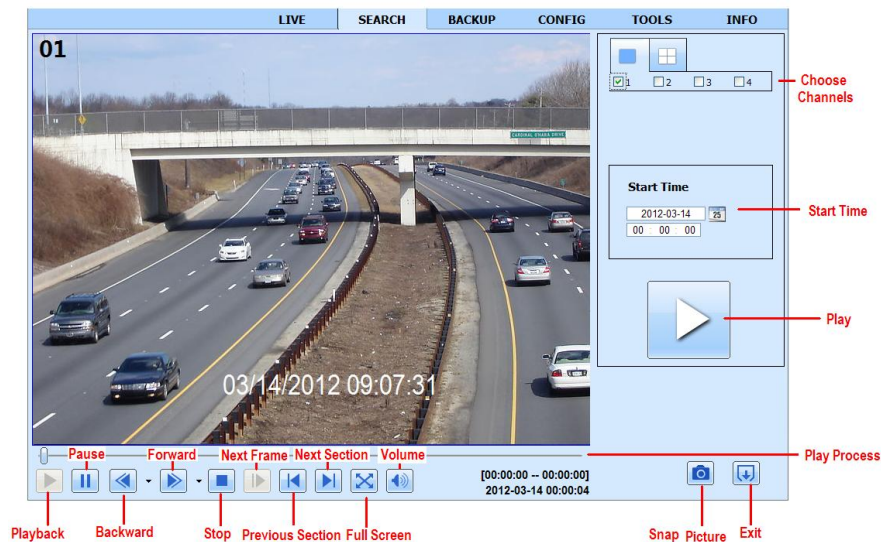 LIVE SEARCH BACKUP CONFIG TOOLS INFO
01
1 2 3 4
Choose
Channels
Start Time
2012-03-14 25
00 : 00 : 00
Start Time
Play
CARDINAL O'HARA DRIVE
03/14/2012 09:07:31
Play Process
Pause Forward Next Frame Next Section Volume
[00:00:00 -- 00:00:00]
2012-03-14 00:00:04
Playback Backward Stop Previous Section Full Screen Snap Picture Exit